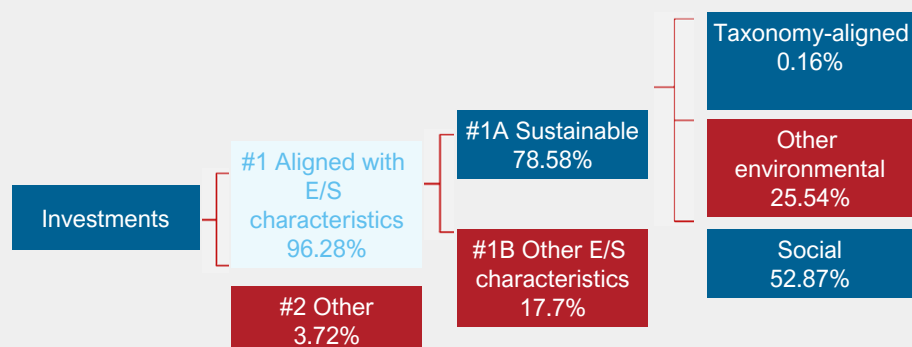 Investments
#1 Aligned with
E/S
characteristics
96.28%
#2 Other
3.72%
#1A Sustainable
78.58%
#1B Other E/S
characteristics
17.7%
Taxonomy-aligned
0.16%
Other
environmental
25.54%
Social
52.87%